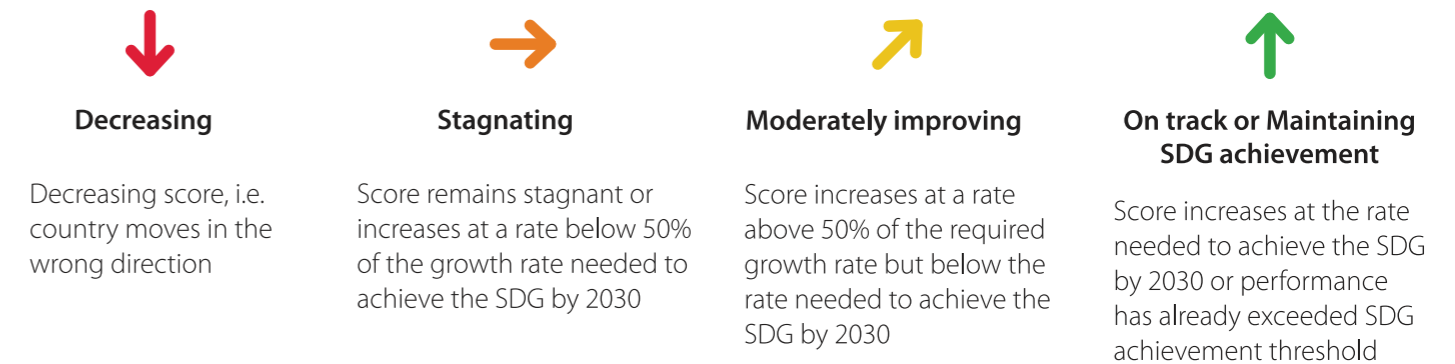 Decreasing
Decreasing score, i.e.
country moves in the
wrong direction
Stagnating
Score remains stagnant or
increases at a rate below 50%
of the growth rate needed to
achieve the SDG by 2030
Moderately improving
Score increases at a rate
above 50% of the required
growth rate but below the
rate needed to achieve the
SDG by 2030
On track or Maintaining
SDG achievement
Score increases at the rate
needed to achieve the SDG
by 2030 or performance
has already exceeded SDG
achievement threshold